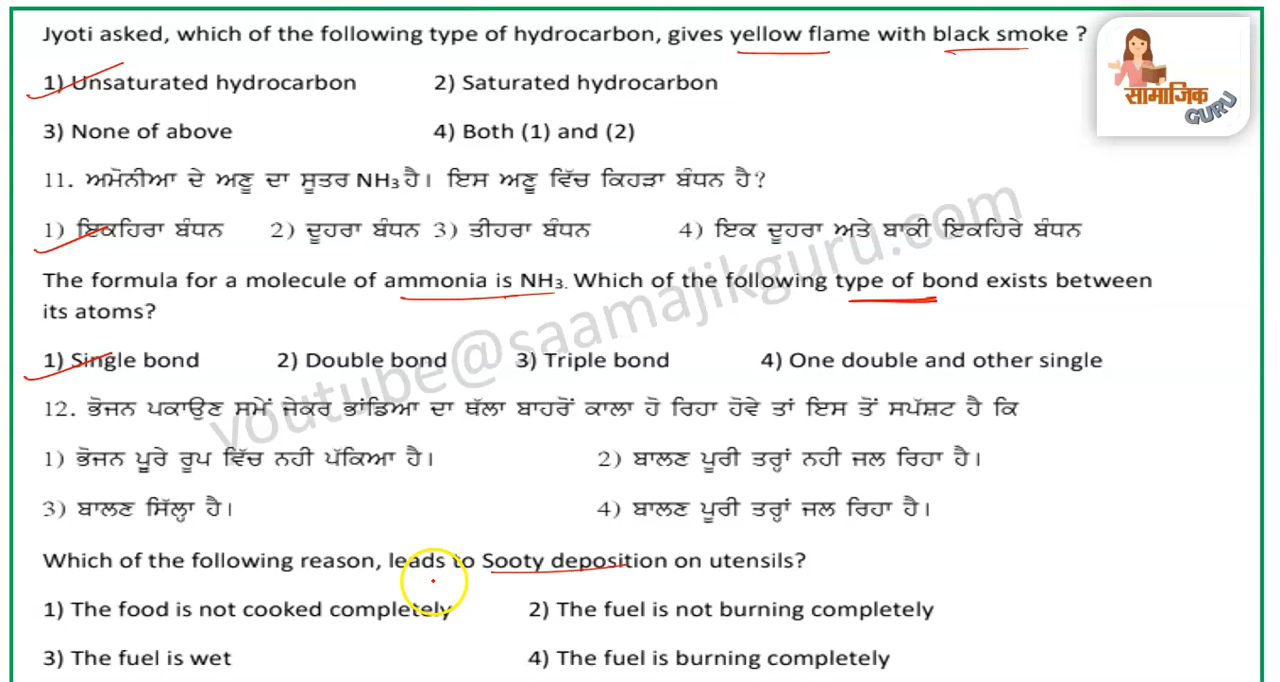 Jyoti asked, which of the following type of hydrocarbon, gives yellow flame with black smoke ?
1) Unsaturated hydrocarbon 2) Saturated hydrocarbon
सामाजिक
GURU
3) None of above 4) Both (1) and (2)
11. ਅਮੋਨੀਆ ਦੇ ਅਣੂ ਦਾ ਸੂਤਰ NH₃ ਹੈ। ਇਸ ਅਣੂ ਵਿੱਚ ਕਿਹੜਾ ਬੰਧਨ ਹੈ?
1) ਇਕਹਿਰਾ ਬੰਧਨ 2) ਦੂਹਰਾ ਬੰਧਨ 3) ਤੀਹਰਾ ਬੰਧਨ 4) ਇਕ ਦੂਹਰਾ ਅਤੇ ਬਾਕੀ ਇਕਹਿਰੇ ਬੰਧਨ
The formula for a molecule of ammonia is NH₃. Which of the following type of bond exists between
its atoms?
1) Single bond 2) Double bond 3) Triple bond 4) One double and other single
youtube@saamajikguru.com
12. ਭੋਜਨ ਪਕਾਉਣ ਸਮੇਂ ਜੇਕਰ ਭਾਂਡਿਆ ਦਾ ਥੱਲਾ ਬਾਹਰੋਂ ਕਾਲਾ ਹੋ ਰਿਹਾ ਹੋਵੇ ਤਾਂ ਇਸ ਤੋਂ ਸਪੱਸ਼ਟ ਹੈ ਕਿ
1) ਭੋਜਨ ਪੂਰੇ ਰੂਪ ਵਿੱਚ ਨਹੀ ਪੱਕਿਆ ਹੈ। 2) ਬਾਲਣ ਪੂਰੀ ਤਰ੍ਹਾਂ ਨਹੀ ਜਲ ਰਿਹਾ ਹੈ।
3) ਬਾਲਣ ਸਿੱਲ੍ਹਾ ਹੈ। 4) ਬਾਲਣ ਪੂਰੀ ਤਰ੍ਹਾਂ ਜਲ ਰਿਹਾ ਹੈ।
Which of the following reason, leads to Sooty deposition on utensils?
1) The food is not cooked completely 2) The fuel is not burning completely
3) The fuel is wet 4) The fuel is burning completely